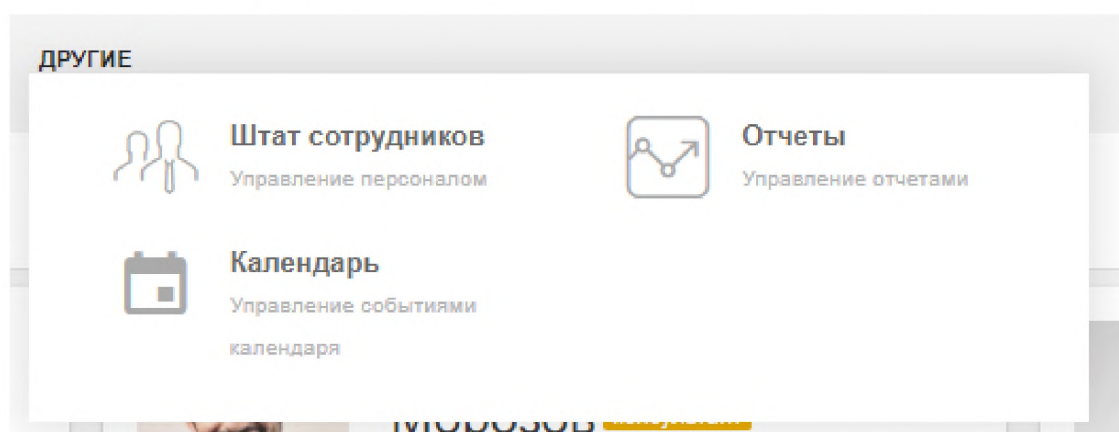 ДРУГИЕ
Штат сотрудников
Управление персоналом
Отчеты
Управление отчетами
Календарь
Управление событиями
календаря
Морозов